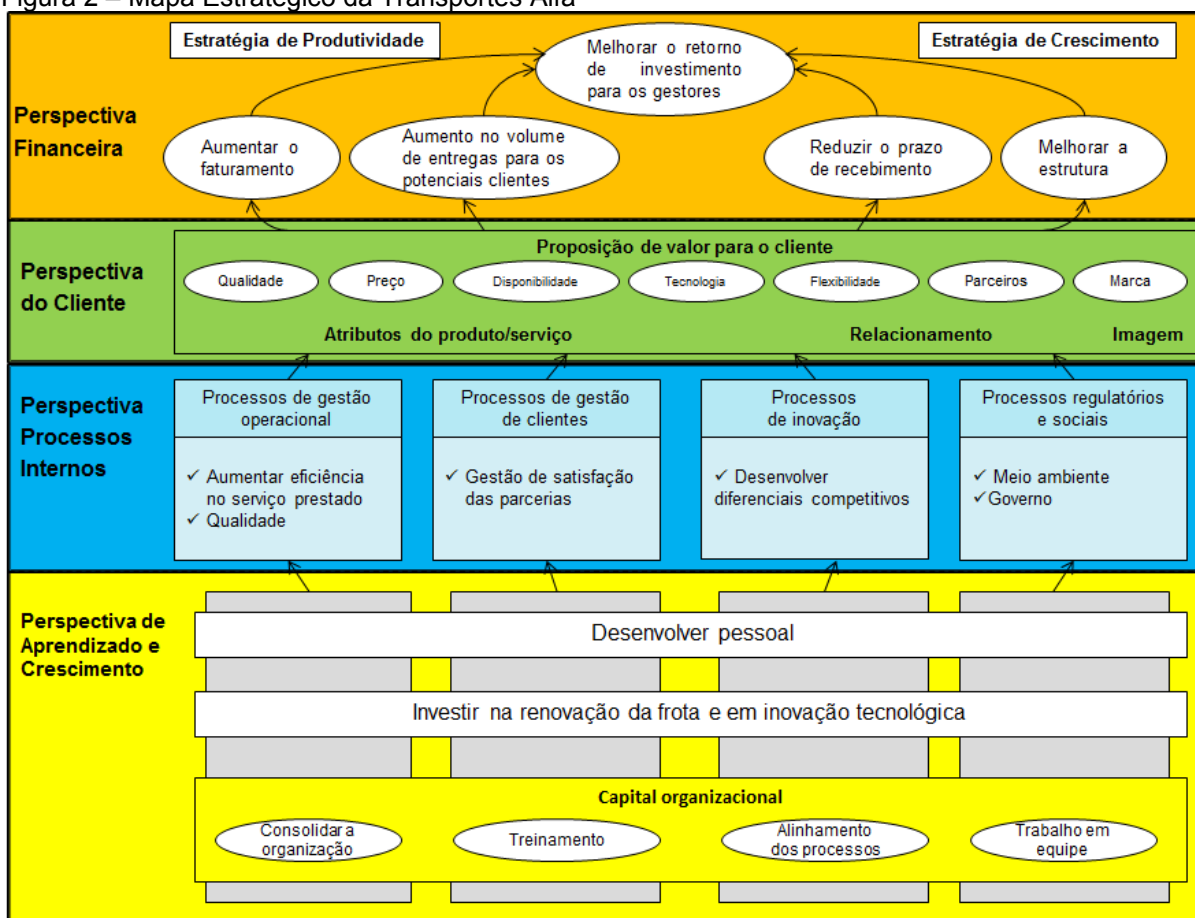 Figura 2 – Mapa Estratégico da Transportes Alfa
Estratégia de Produtividade
Melhorar o retorno
de investimento
para os gestores
Estratégia de Crescimento
Perspectiva
Financeira
Aumentar o
faturamento
Aumento no volume
de entregas para os
potenciais clientes
Reduzir o prazo
de recebimento
Melhorar a
estrutura
Perspectiva
do Cliente
Proposição de valor para o cliente
Qualidade
Preço
Disponibilidade
Tecnologia
Flexibilidade
Parceiros
Marca
Atributos do produto/serviço
Relacionamento
Imagem
Perspectiva
Processos
Internos
Processos de gestão
operacional
✓ Aumentar eficiência
no serviço prestado
✓ Qualidade
Processos de gestão
de clientes
✓ Gestão de satisfação
das parcerias
Processos
de inovação
✓ Desenvolver
diferenciais competitivos
Processos regulatórios
e sociais
✓ Meio ambiente
✓ Governo
Perspectiva de
Aprendizado e
Crescimento
Desenvolver pessoal
Investir na renovação da frota e em inovação tecnológica
Capital organizacional
Consolidar a
organização
Treinamento
Alinhamento
dos processos
Trabalho em
equipe